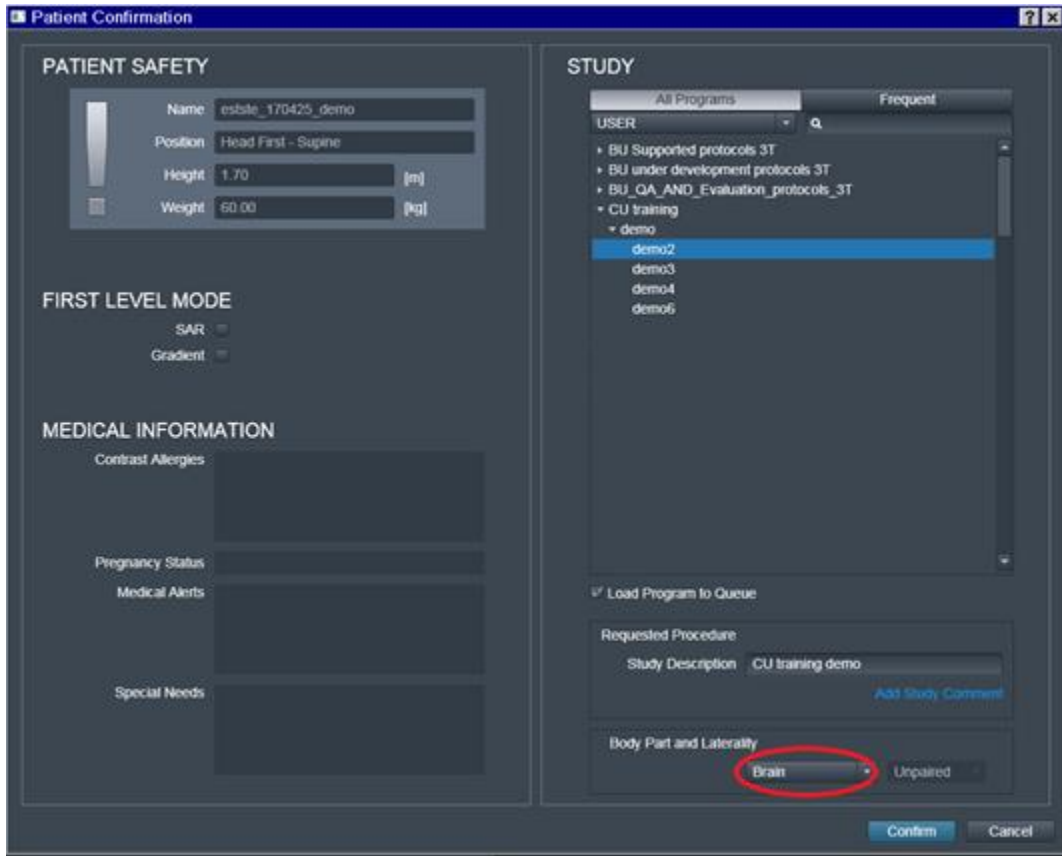 Patient Confirmation
PATIENT SAFETY
Name eststle_170425_demo
Position Head First - Supine
Height 1.70 [m]
Weight 60.00 [kg]
FIRST LEVEL MODE
SAR
Gradient
MEDICAL INFORMATION
Contrast Allergies
Pregnancy Status
Medical Alerts
Special Needs
STUDY
All Programs Frequent
USER
BU Supported protocols 3T
BU under development protocols 3T
BU_QA_AND_Evaluation_protocols_3T
CU training
demo
demo2
demo3
demo4
demo6
Load Program to Queue
Requested Procedure
Study Description CU training demo
Add Study Comment
Body Part and Laterality
Brain Unpaired
Confirm Cancel